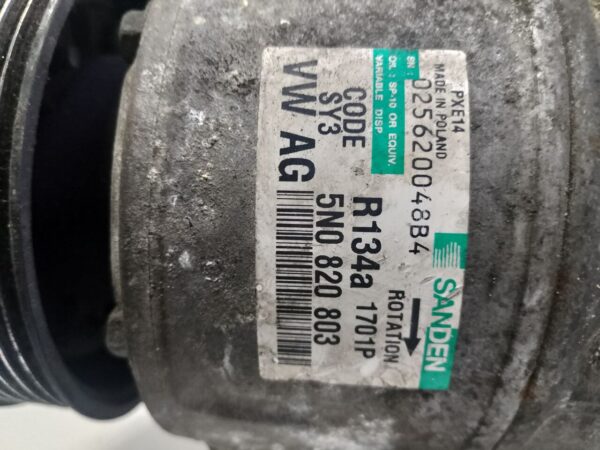 SANDEN
PXE14
MADE IN POLAND
SN: 025620048B4
OIL : SP-10 OR EQUIV.
VARIABLE DISP
ROTATION
CODE
SY3
R134a 1701P
5N0 820 803
VW AG